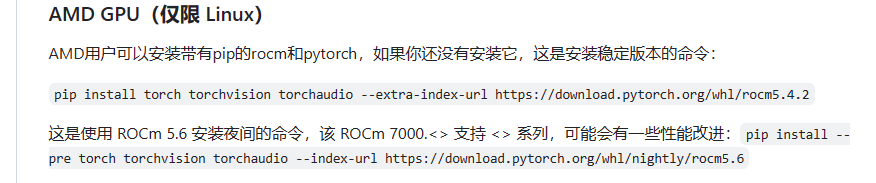 AMD GPU（仅限 Linux）
AMD用户可以安装带有pip的rocm和pytorch，如果你还没有安装它，这是安装稳定版本的命令：
pip install torch torchvision torchaudio --extra-index-url https://download.pytorch.org/whl/rocm5.4.2
这是使用 ROCm 5.6 安装夜间的命令，该 ROCm 7000.<> 支持 <> 系列，可能会有一些性能改进：pip install --
pre torch torchvision torchaudio --index-url https://download.pytorch.org/whl/nightly/rocm5.6